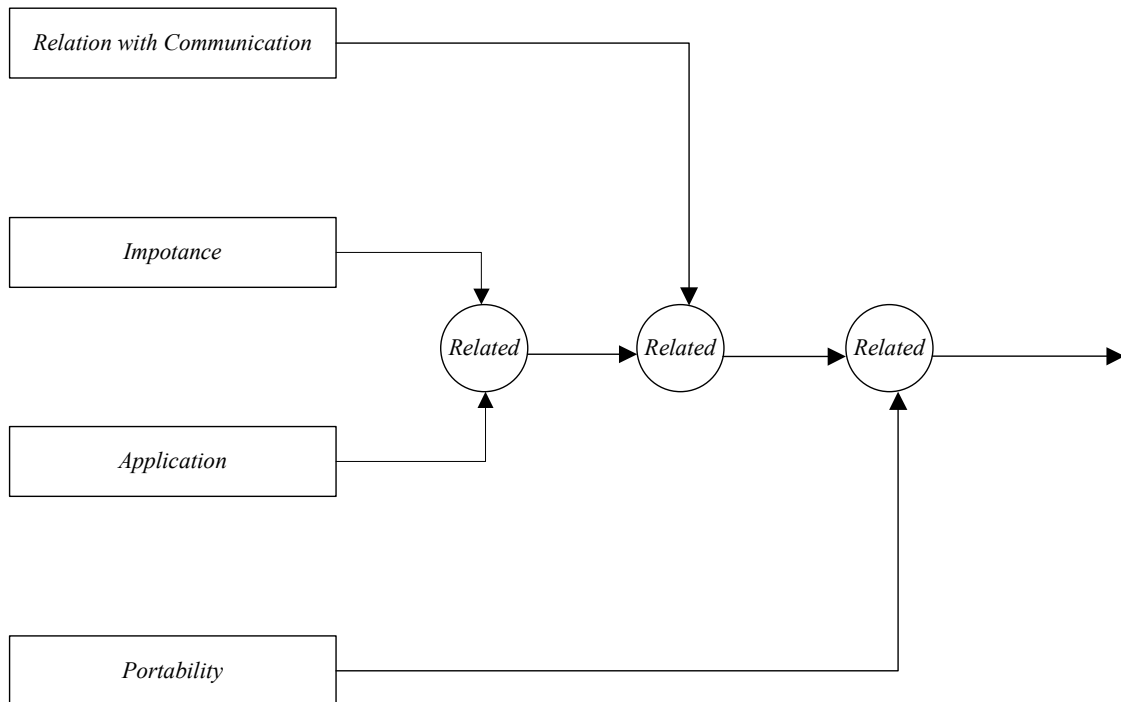 Relation with Communication
Impotance
Related
Related
Related
Application
Portability